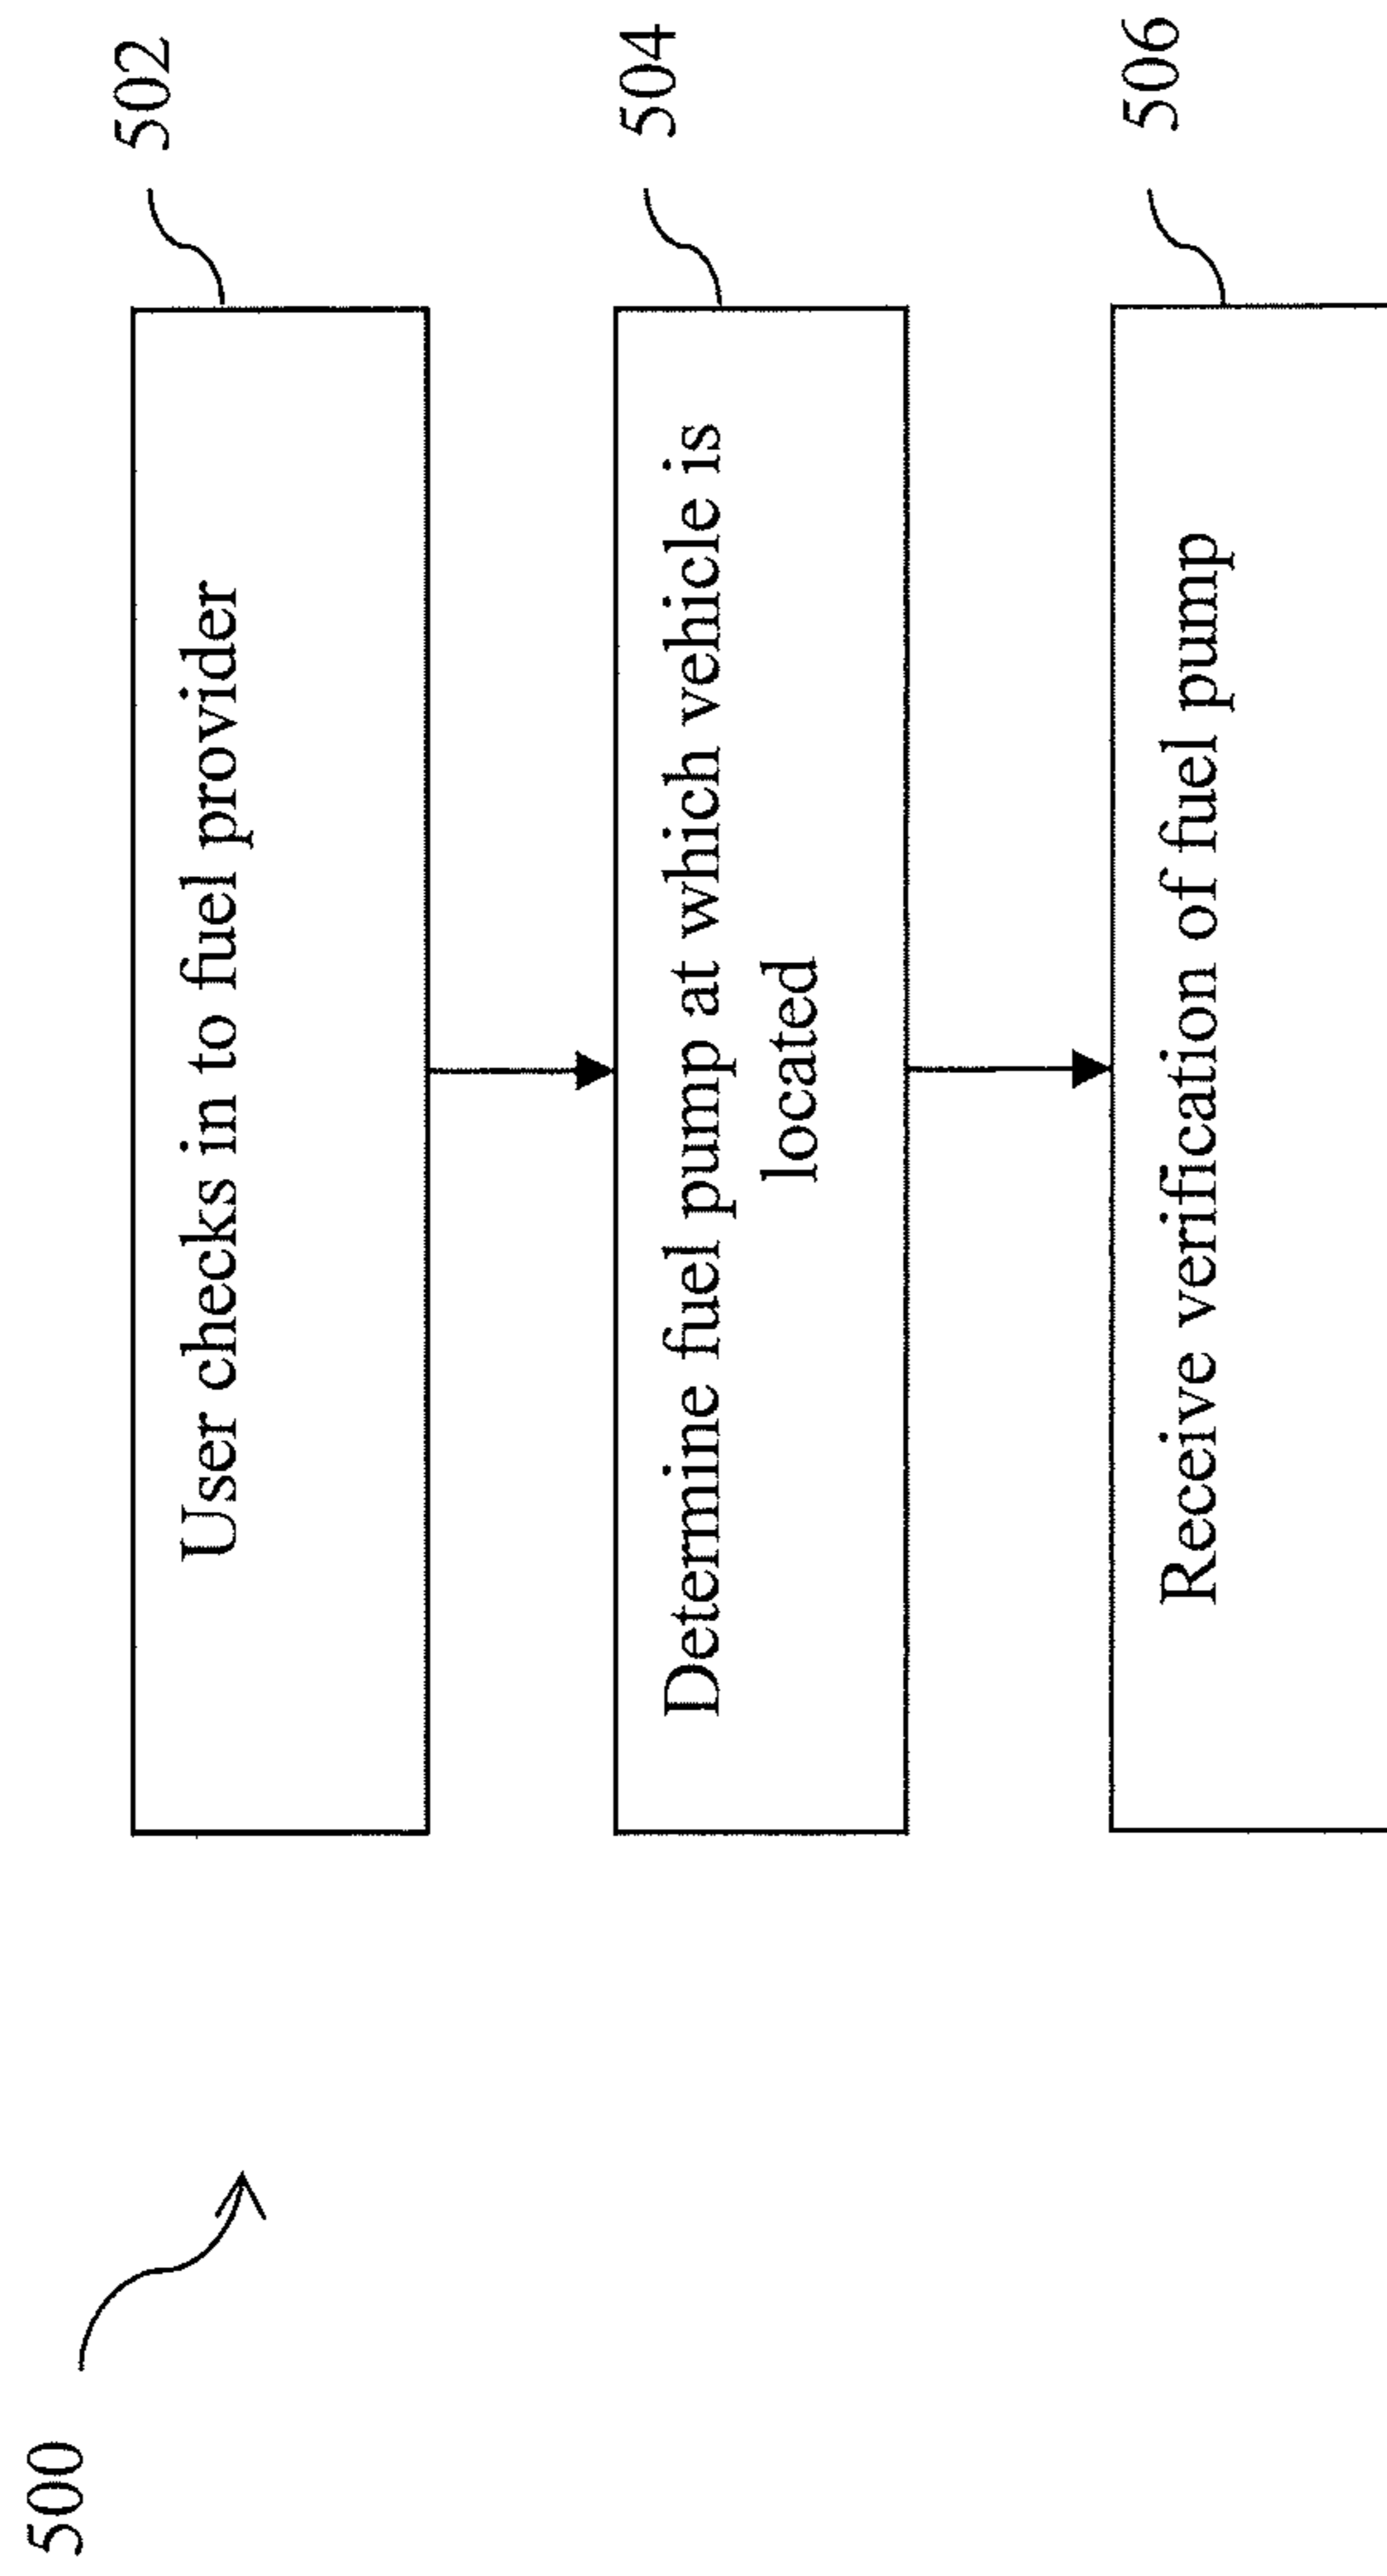 500
User checks in to fuel provider
502
Determine fuel pump at which vehicle is
located
504
Receive verification of fuel pump
506